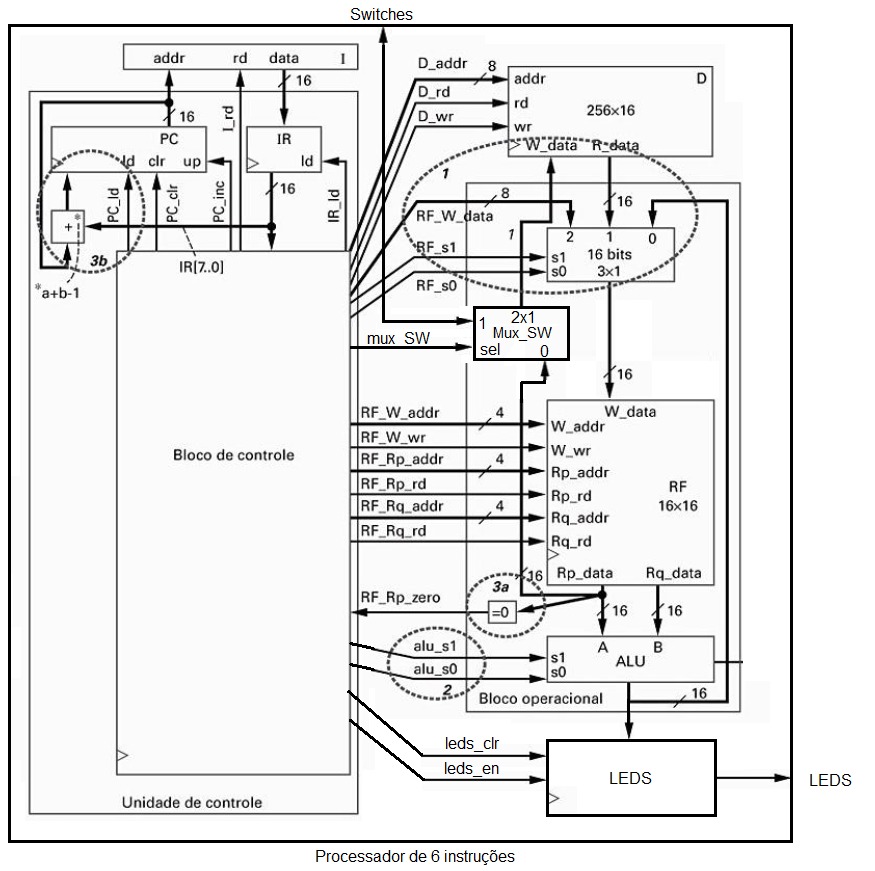 Switches
addr rd data I
16
16
I_rd
PC
ld clr up
IR
ld
16
PC_ld
PC_clr
PC_inc
IR_ld
+
*
3b
*a+b-1
IR[7..0]
D_addr 8
D_rd
D_wr
addr D
rd
256×16
wr
W_data R_data
1
8
16
RF_W_data
1
2 1 0
RF_s1
s1 16 bits
s0 3×1
RF_s0
1 2x1
Mux_SW
sel 0
mux_SW
16
Bloco de controle
RF_W_addr 4
RF_W_wr
RF_Rp_addr 4
RF_Rp_rd
RF_Rq_addr 4
RF_Rq_rd
W_data
W_addr
W_wr
Rp_addr
RF
Rp_rd
16×16
Rq_addr
Rq_rd
Rp_data Rq_data
16
3a
RF_Rp_zero
=0
16 16
A B
alu_s1
s1 ALU
alu_s0
s0
2
Bloco operacional
16
leds_clr
leds_en
LEDS
LEDS
Unidade de controle
Processador de 6 instruções